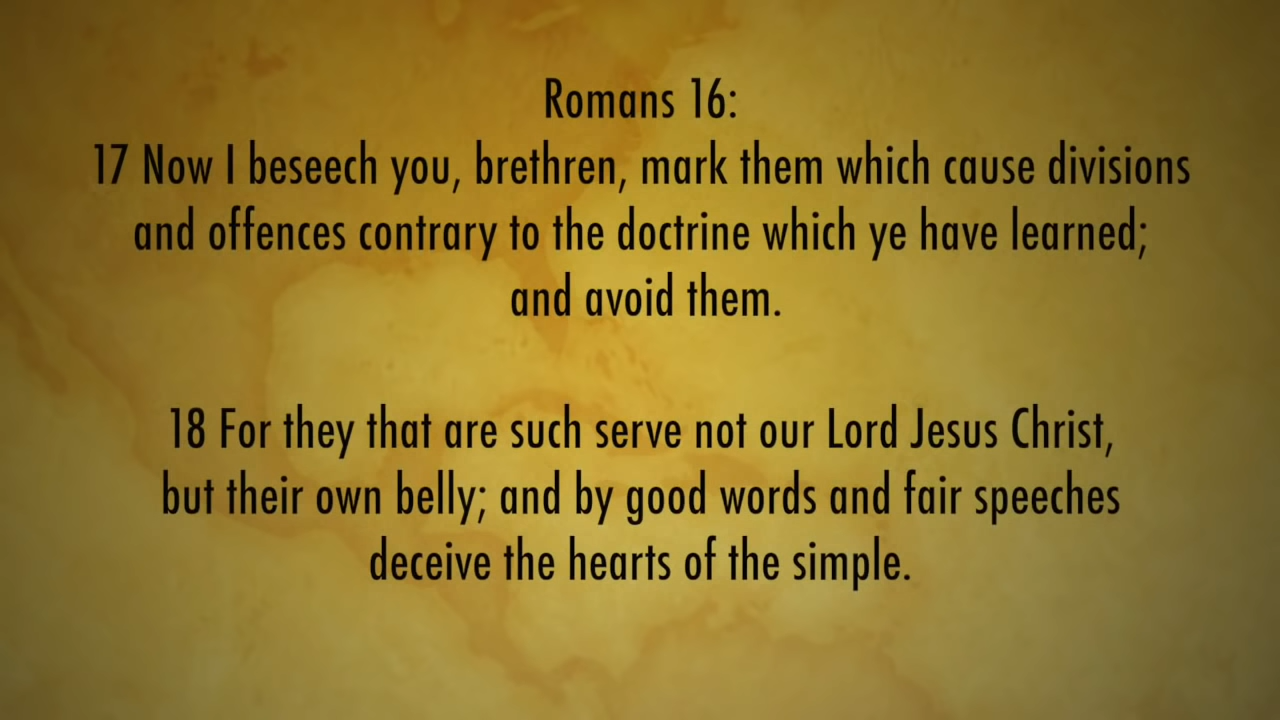 Romans 16:
17 Now I beseech you, brethren, mark them which cause divisions
and offences contrary to the doctrine which ye have learned;
and avoid them.
18 For they that are such serve not our Lord Jesus Christ,
but their own belly; and by good words and fair speeches
deceive the hearts of the simple.